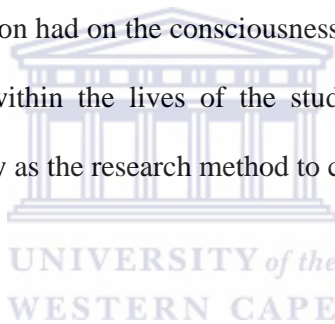 on had on the consciousness
within the lives of the stud
y as the research method to c
UNIVERSITY of the
WESTERN CAPE